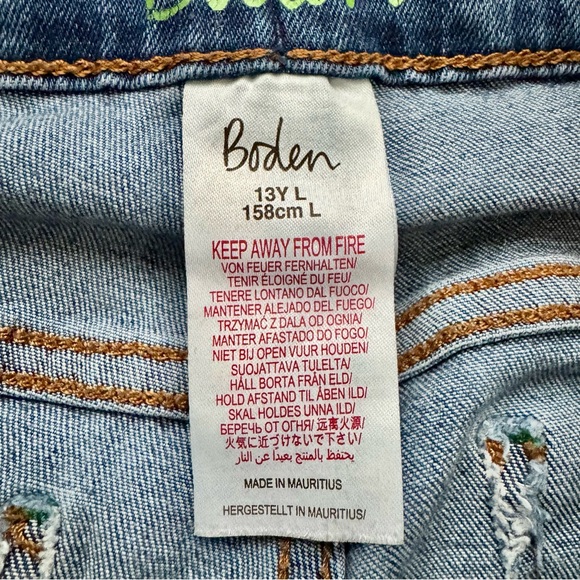 Boden
13Y L
158cm L
KEEP AWAY FROM FIRE
VON FEUER FERNHALTEN/
TENIR ÉLOIGNÉ DU FEU/
TENERE LONTANO DAL FUOCO/
MANTENER ALEJADO DEL FUEGO/
TRZYMAĆ Z DALA OD OGNIA/
MANTER AFASTADO DO FOGO/
NIET BIJ OPEN VUUR HOUDEN/
SUOJATTAVA TULELTA/
HÅLL BORTA FRÅN ELD/
HOLD AFSTAND TIL ÅBEN ILD/
SKAL HOLDES UNNA ILD/
БЕРЕЧЬ ОТ ОГНЯ/远离火源/
火気に近づけないで下さい/
يحتفظ بالمنتج بعيداً عن النار/
MADE IN MAURITIUS
HERGESTELLT IN MAURITIUS/